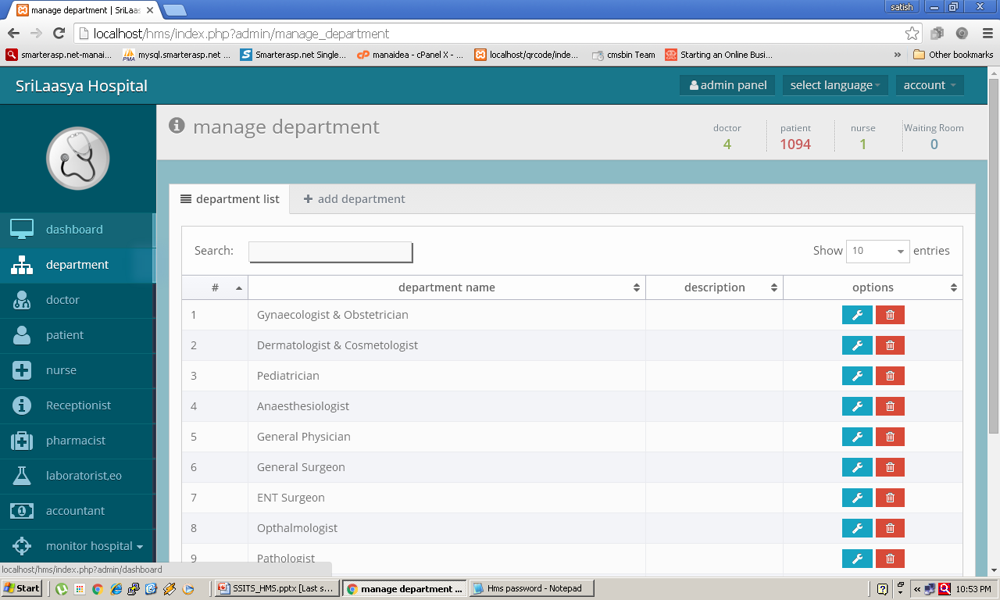 manage department | SriLaa
satish
localhost/hms/index.php?admin/manage_department
smarterasp.net-manai...
mysql.smarterasp.net ...
Smarterasp.net Single...
manaidea - cPanel X - ...
localhost/qrcode/inde...
cmsbin Team
Starting an Online Busi...
»
Other bookmarks
SriLaasya Hospital
admin panel
select language
account
manage department
doctor
4
patient
1094
nurse
1
Waiting Room
0
dashboard
department
doctor
patient
nurse
Receptionist
pharmacist
laboratorist,eo
accountant
monitor hospital
department list
+ add department
Search:
Show 10 entries
# department name description options
1 Gynaecologist & Obstetrician
2 Dermatologist & Cosmetologist
3 Pediatrician
4 Anaesthesiologist
5 General Physician
6 General Surgeon
7 ENT Surgeon
8 Opthalmologist
9 Pathologist
localhost/hms/index.php?admin/dashboard
Start
SSITS_HMS.pptx [Last s...
manage department ...
Hms password - Notepad
10:53 PM